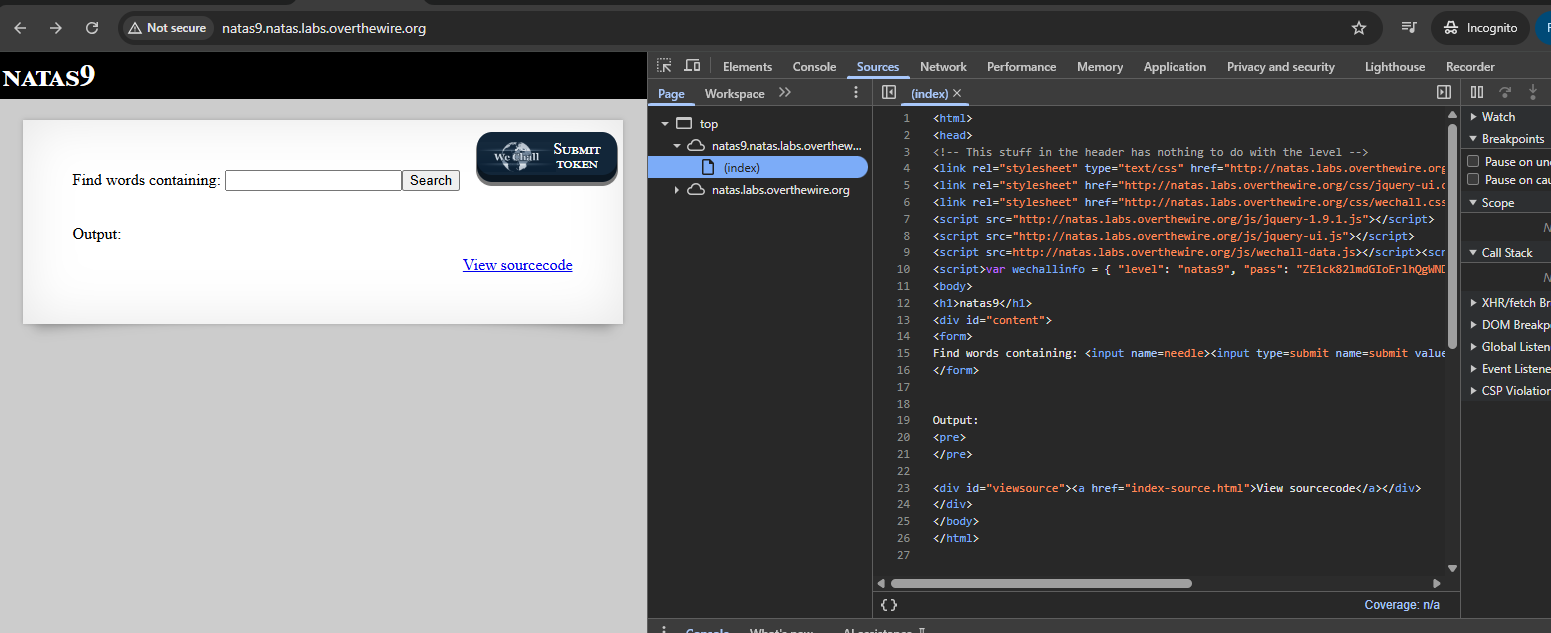 Not secure natas9.natas.labs.overthewire.org Incognito
NATAS9
We Chall SUBMIT TOKEN
Find words containing: Search
Output:
View sourcecode
Elements Console Sources Network Performance Memory Application Privacy and security Lighthouse Recorder
Page Workspace
(index)
top
natas9.natas.labs.overthew...
(index)
natas.labs.overthewire.org
1 <html>
2 <head>
3 <!-- This stuff in the header has nothing to do with the level -->
4 <link rel="stylesheet" type="text/css" href="http://natas.labs.overthewire.org
5 <link rel="stylesheet" href="http://natas.labs.overthewire.org/css/jquery-ui.c
6 <link rel="stylesheet" href="http://natas.labs.overthewire.org/css/wechall.css
7 <script src="http://natas.labs.overthewire.org/js/jquery-1.9.1.js"></script>
8 <script src="http://natas.labs.overthewire.org/js/jquery-ui.js"></script>
9 <script src=http://natas.labs.overthewire.org/js/wechall-data.js></script><scr
10 <script>var wechallinfo = { "level": "natas9", "pass": "ZE1ck82lmdGIoErlhQgWND
11 <body>
12 <h1>natas9</h1>
13 <div id="content">
14 <form>
15 Find words containing: <input name=needle><input type=submit name=submit value
16 </form>
17
18
19 Output:
20 <pre>
21 </pre>
22
23 <div id="viewsource"><a href="index-source.html">View sourcecode</a></div>
24 </div>
25 </body>
26 </html>
27
{} Coverage: n/a
Watch
Breakpoints
Pause on un
Pause on cau
Scope
Call Stack
XHR/fetch Br
DOM Breakp
Global Listen
Event Listene
CSP Violation